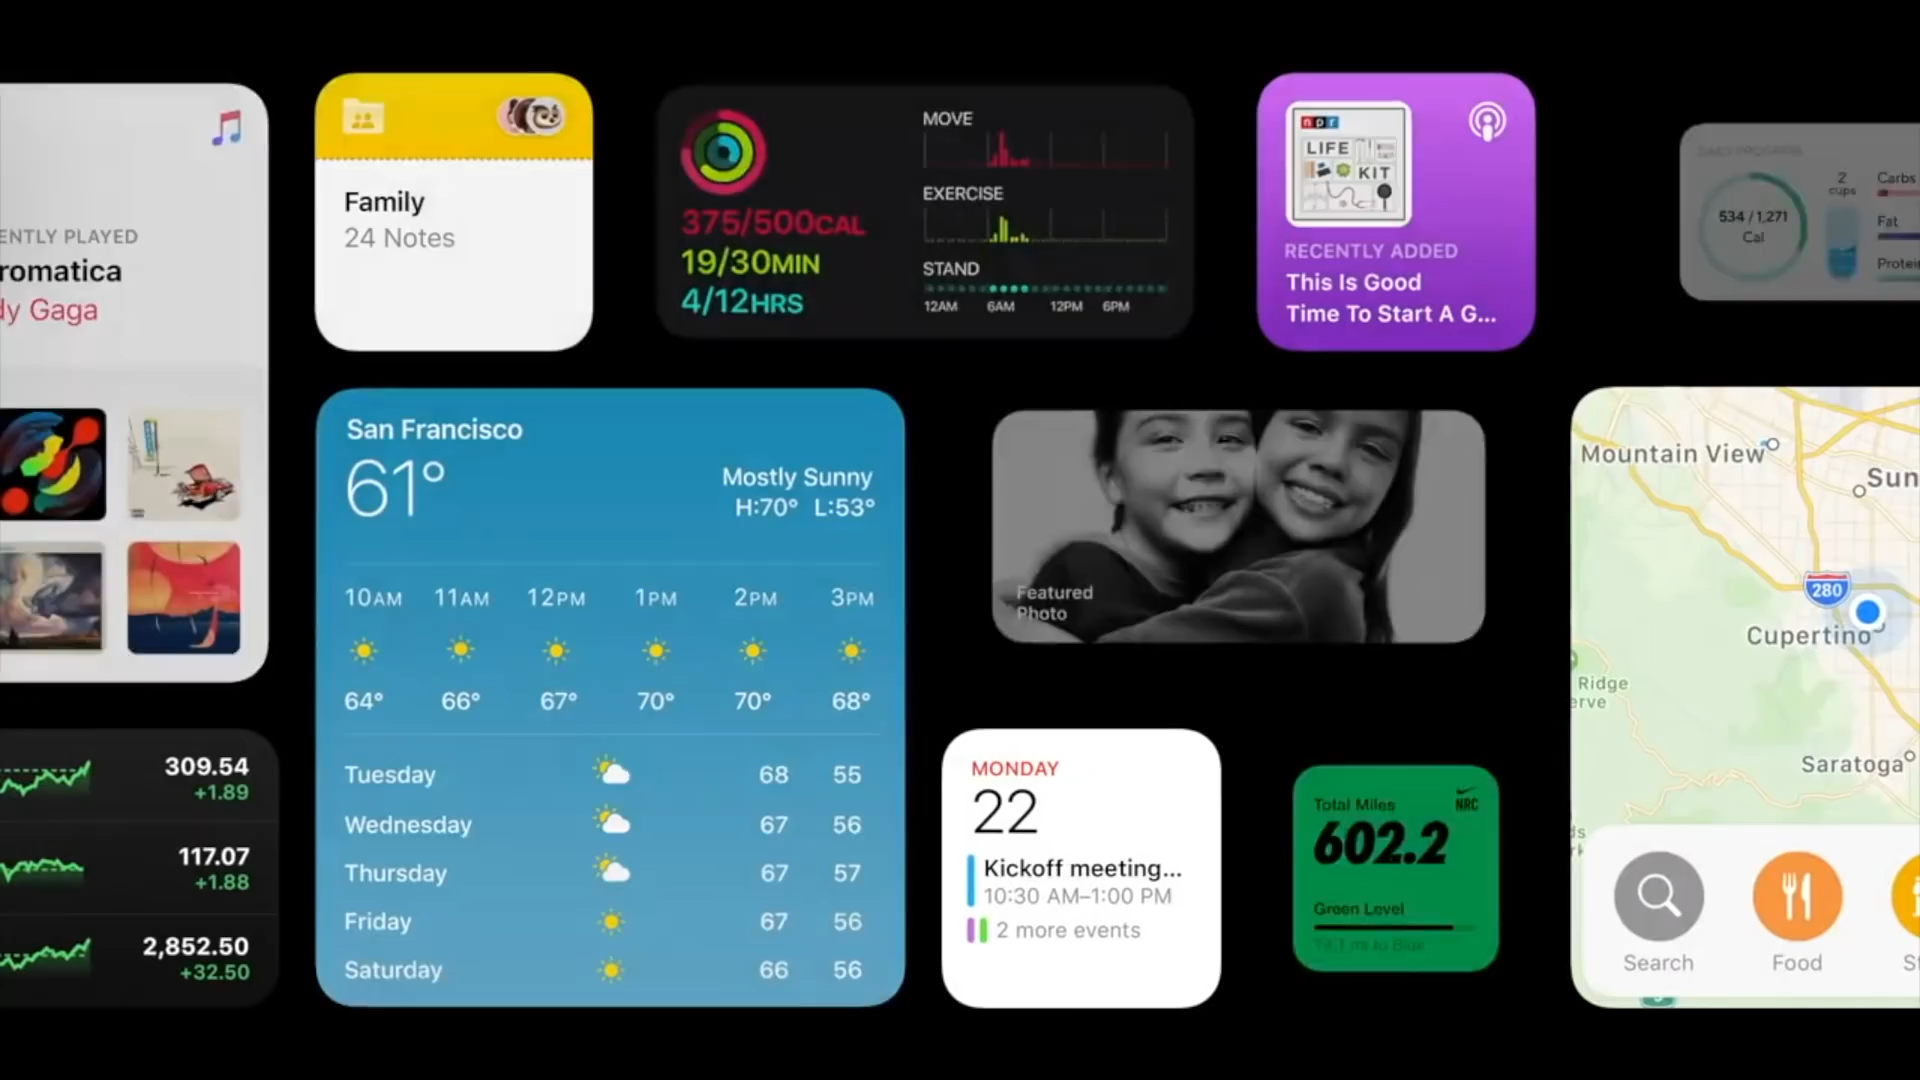 ENTLY PLAYED
romatica
dy Gaga
309.54
+1.89
117.07
+1.88
2,852.50
+32.50
Family
24 Notes
375/500CAL
19/30MIN
4/12HRS
MOVE
EXERCISE
STAND
12AM 6AM 12PM 6PM
npr
LIFE
KIT
RECENTLY ADDED
This Is Good
Time To Start A G...
2
cups
534 / 1,271
Cal
Carbs
Fat
Protein
San Francisco
61°
Mostly Sunny
H:70° L:53°
10AM 11AM 12PM 1PM 2PM 3PM
64° 66° 67° 70° 70° 68°
Tuesday 68 55
Wednesday 67 56
Thursday 67 57
Friday 67 56
Saturday 66 56
Featured
Photo
MONDAY
22
Kickoff meeting...
10:30 AM–1:00 PM
2 more events
Total Miles
NRC
602.2
Green Level
Mountain View
Sun
280
Cupertino
Ridge
erve
Saratoga
Search
Food